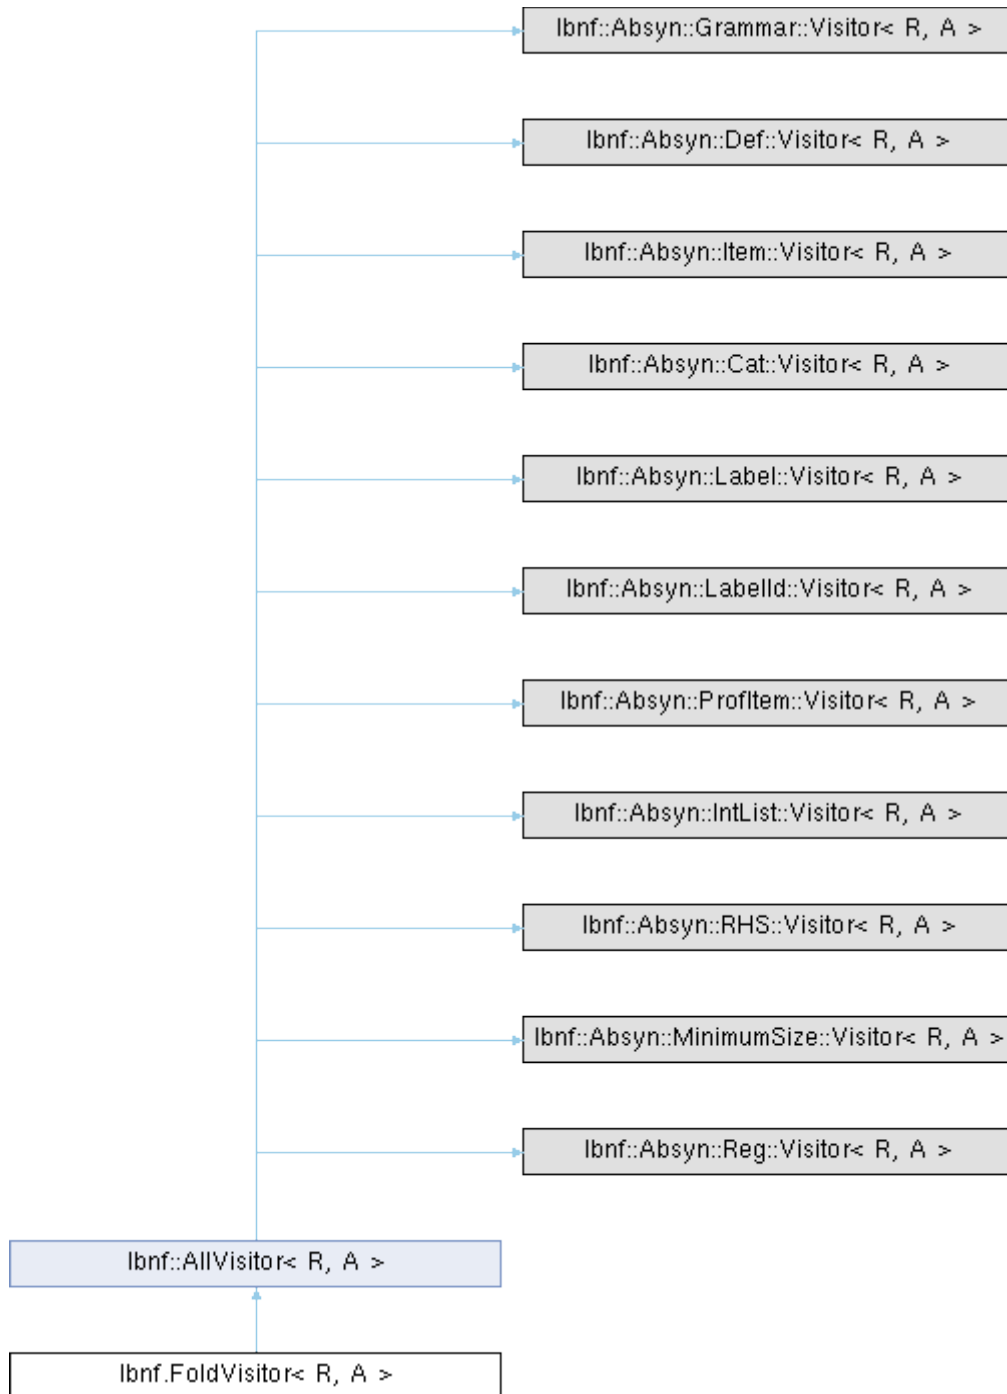 lbnf::Absyn::Grammar::Visitor< R, A >
lbnf::Absyn::Def::Visitor< R, A >
lbnf::Absyn::Item::Visitor< R, A >
lbnf::Absyn::Cat::Visitor< R, A >
lbnf::Absyn::Label::Visitor< R, A >
lbnf::Absyn::LabelId::Visitor< R, A >
lbnf::Absyn::ProfItem::Visitor< R, A >
lbnf::Absyn::IntList::Visitor< R, A >
lbnf::Absyn::RHS::Visitor< R, A >
lbnf::Absyn::MinimumSize::Visitor< R, A >
lbnf::Absyn::Reg::Visitor< R, A >
lbnf::AllVisitor< R, A >
lbnf.FoldVisitor< R, A >